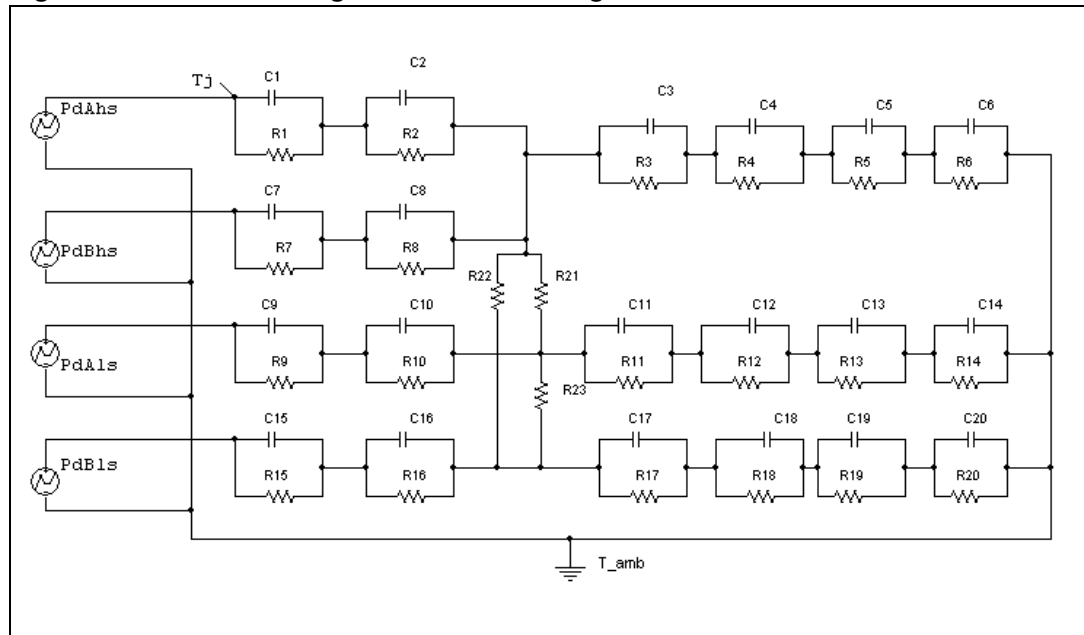 C2
C1
Tj
C3
C4
C5
C6
PdAhs
R1
R2
R3
R4
R5
R6
C7
C8
PdBhs
R7
R8
R22
R21
C9
C10
C11
C12
C13
C14
PdAls
R9
R10
R11
R12
R13
R14
R23
C15
C16
C17
C18
C19
C20
PdBls
R15
R16
R17
R18
R19
R20
T_amb